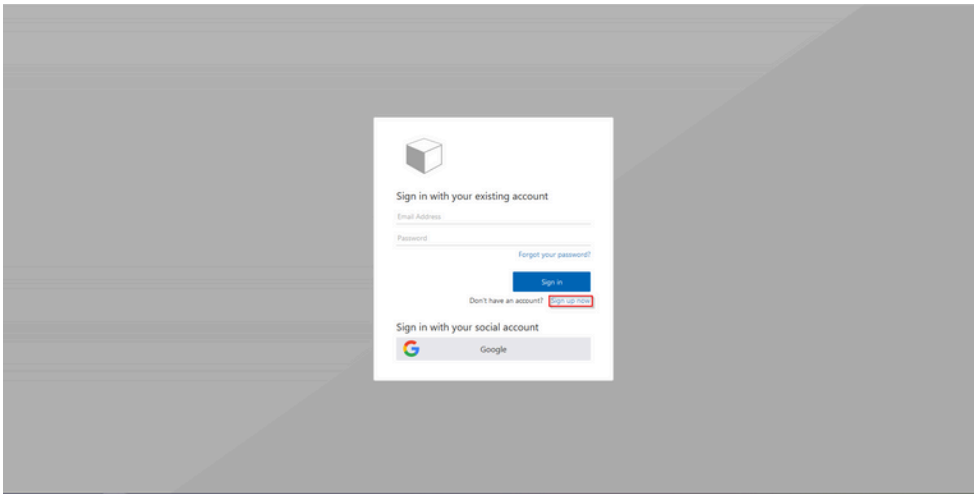 Sign in with your existing account
Email Address
Password
Forgot your password?
Sign in
Don't have an account? Sign up now
Sign in with your social account
Google